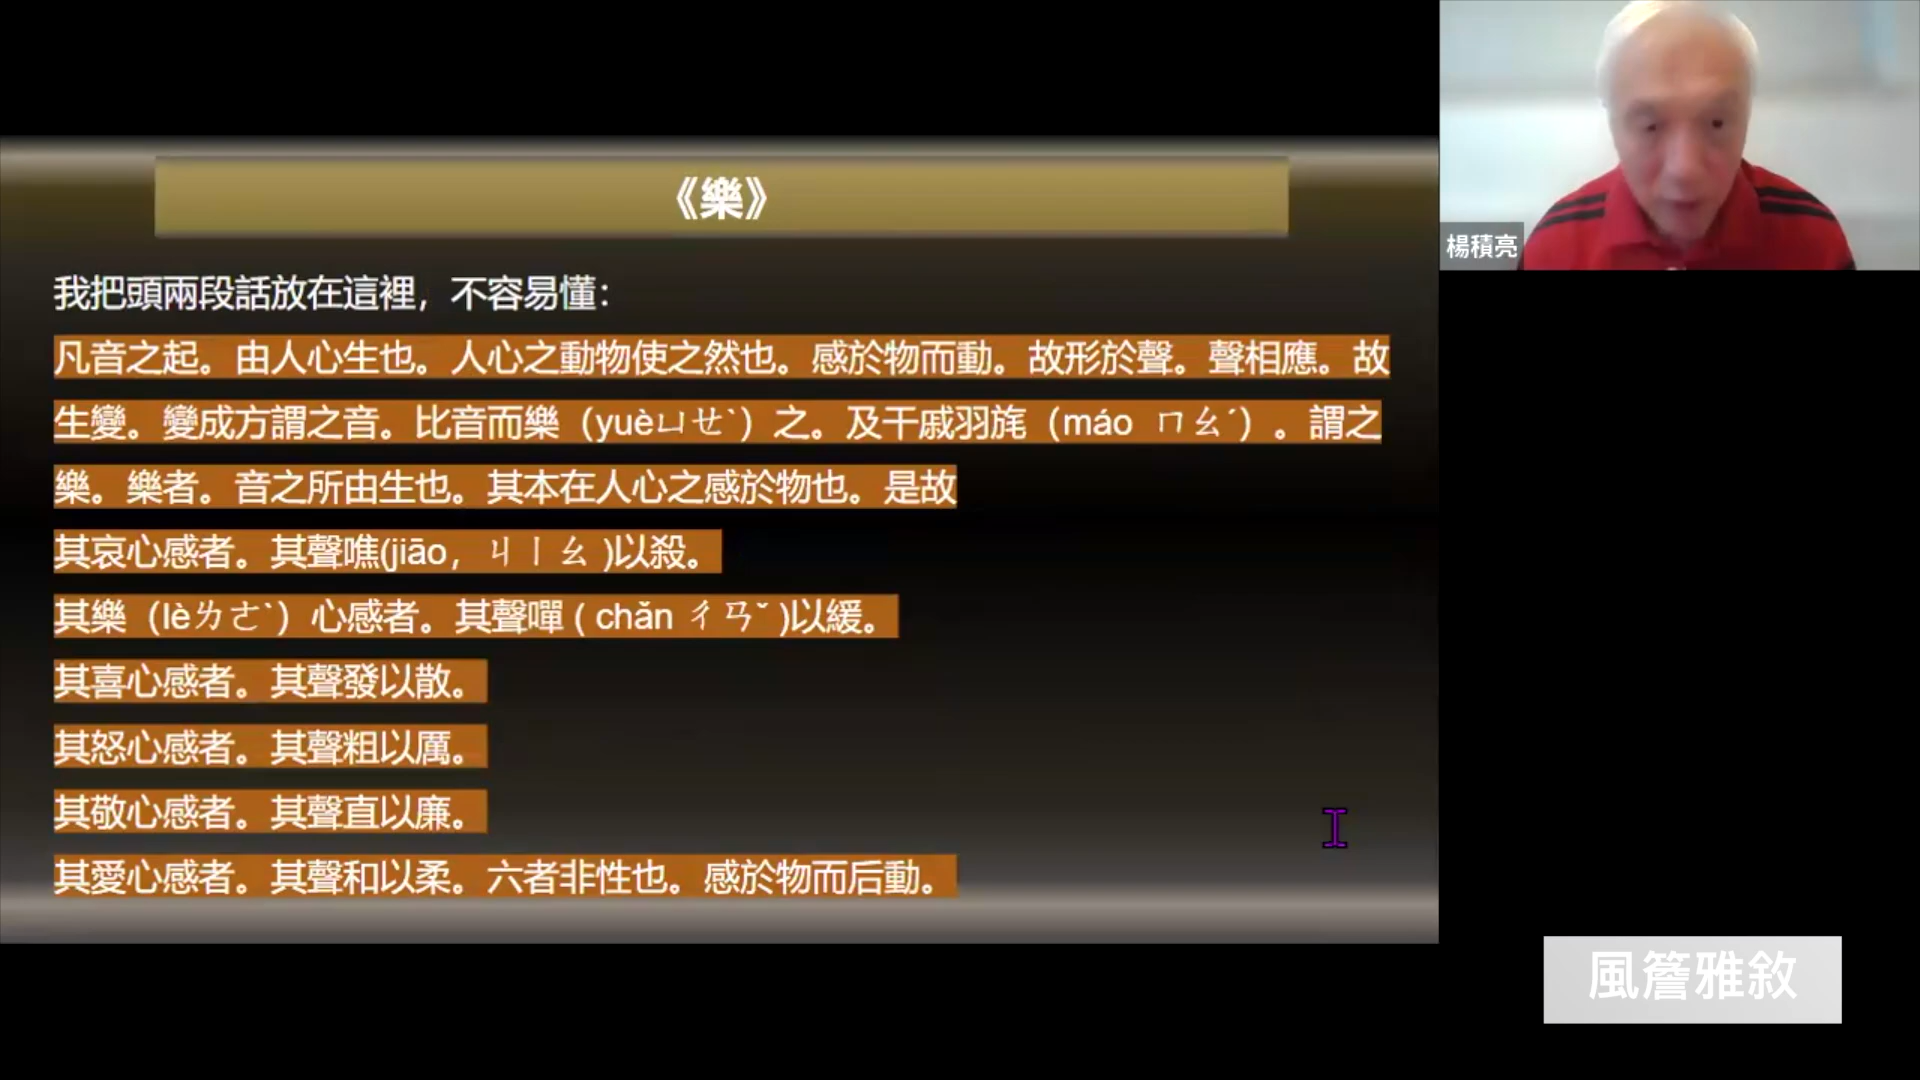 《樂》
我把頭兩段話放在這裡，不容易懂：
凡音之起。由人心生也。人心之動物使之然也。感於物而動。故形於聲。聲相應。故
生變。變成方謂之音。比音而樂（yuèㄩㄝˋ）之。及干戚羽旄（máo ㄇㄠˊ）。謂之
樂。樂者。音之所由生也。其本在人心之感於物也。是故
其哀心感者。其聲噍(jiāo，ㄐㄧㄠ )以殺。
其樂（lèㄌㄜˋ）心感者。其聲嘽 ( chǎn ㄔㄢˇ )以緩。
其喜心感者。其聲發以散。
其怒心感者。其聲粗以厲。
其敬心感者。其聲直以廉。
其愛心感者。其聲和以柔。六者非性也。感於物而后動。
楊積亮
風簷雅敘